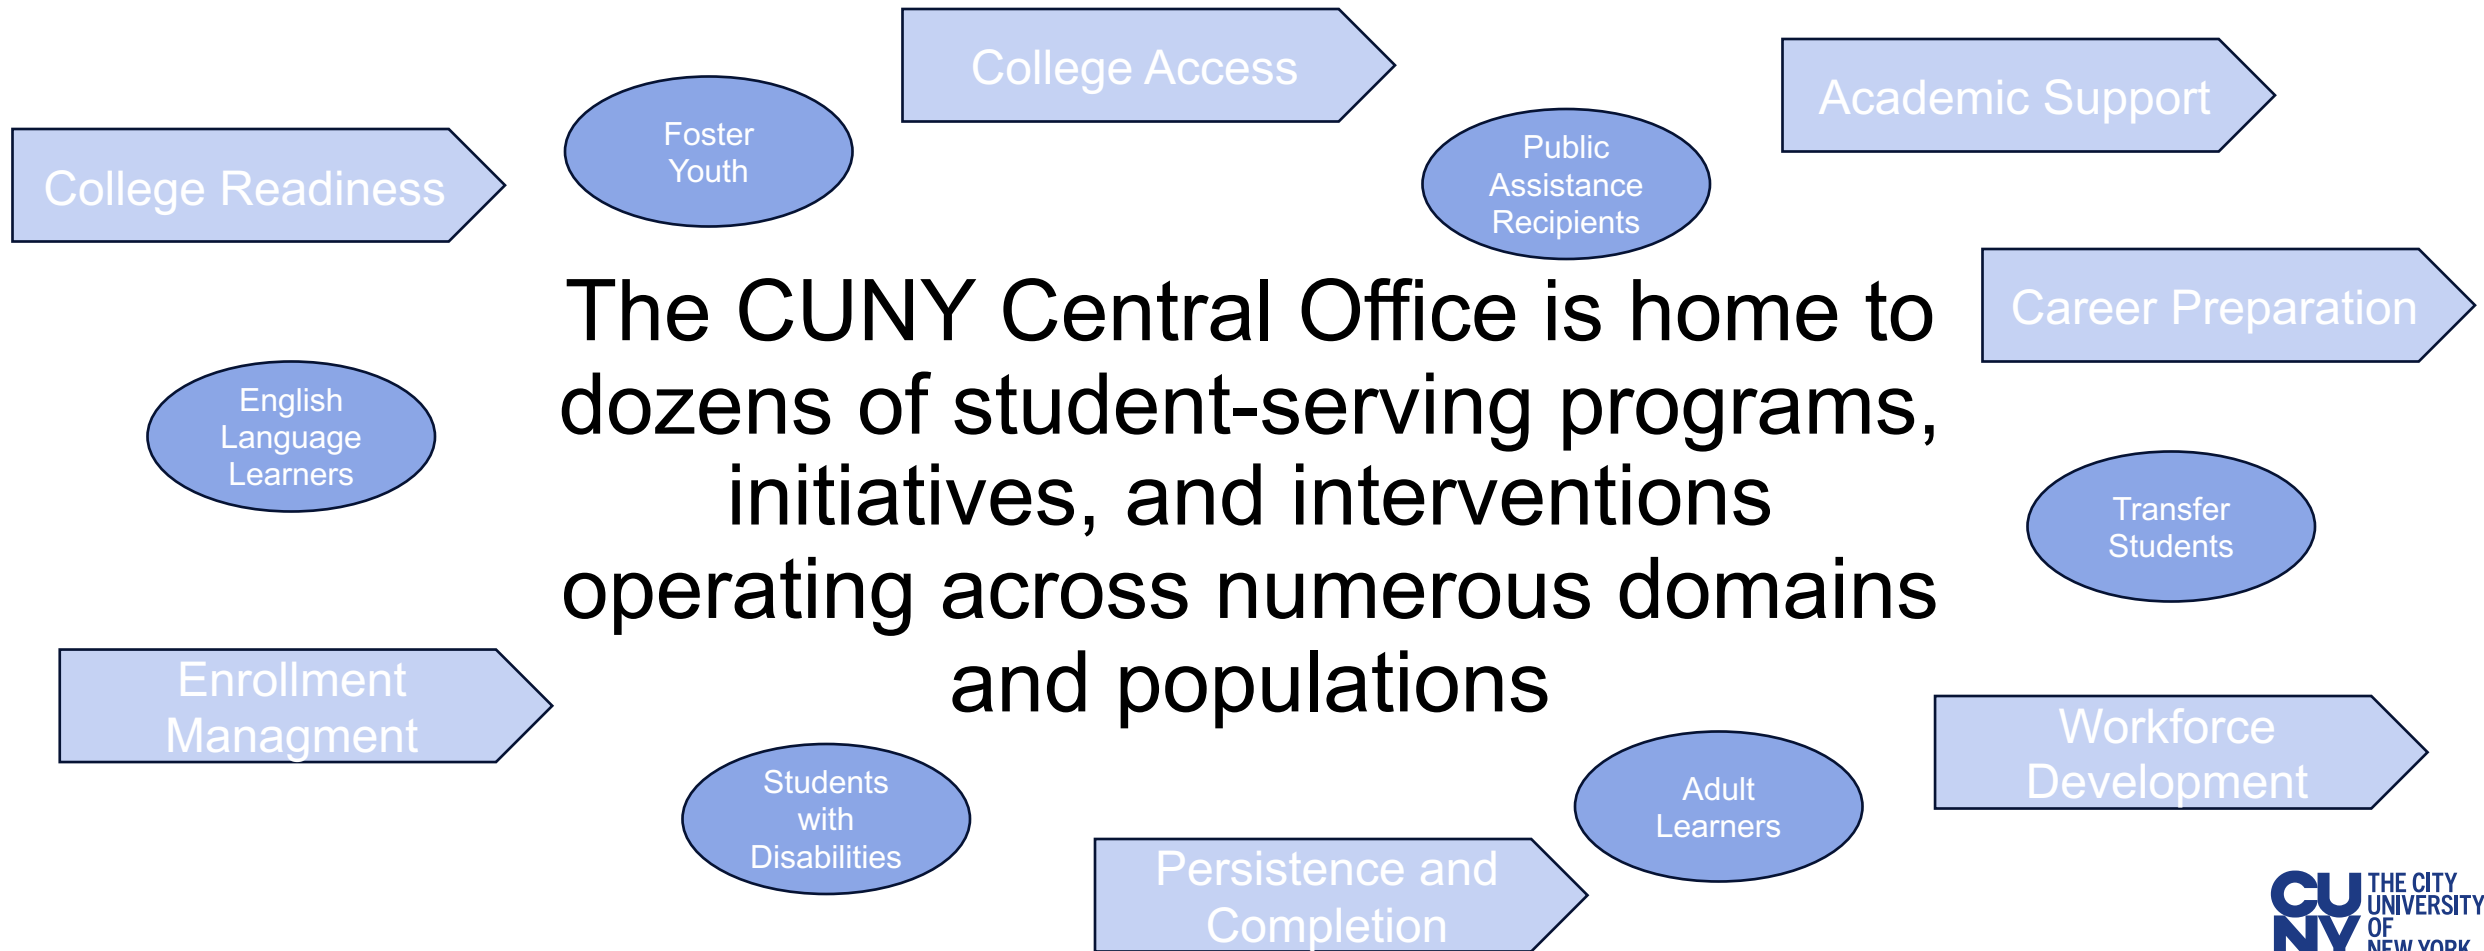 College Access
Academic Support
Foster
Youth
Public
Assistance
Recipients
College Readiness
The CUNY Central Office is home to
dozens of student-serving programs,
initiatives, and interventions
operating across numerous domains
and populations
Career Preparation
English
Language
Learners
Transfer
Students
Enrollment
Managment
Workforce
Development
Students
with
Disabilities
Adult
Learners
Persistence and
Completion
CU
NY
THE CITY
UNIVERSITY
OF
NEW YORK